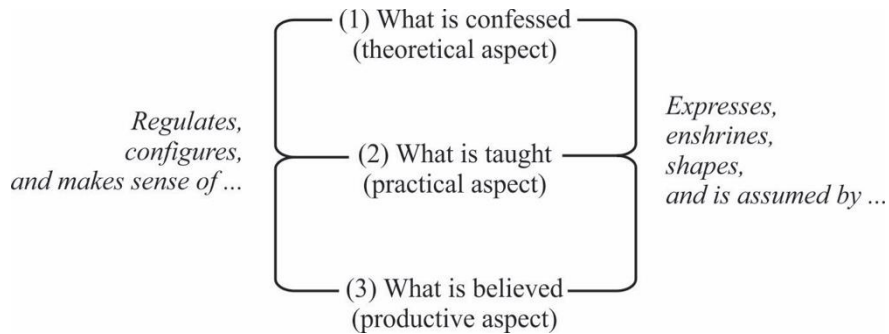 (1) What is confessed
(theoretical aspect)
Regulates,
configures,
and makes sense of ...
(2) What is taught
(practical aspect)
Expresses,
enshrines,
shapes,
and is assumed by ...
(3) What is believed
(productive aspect)